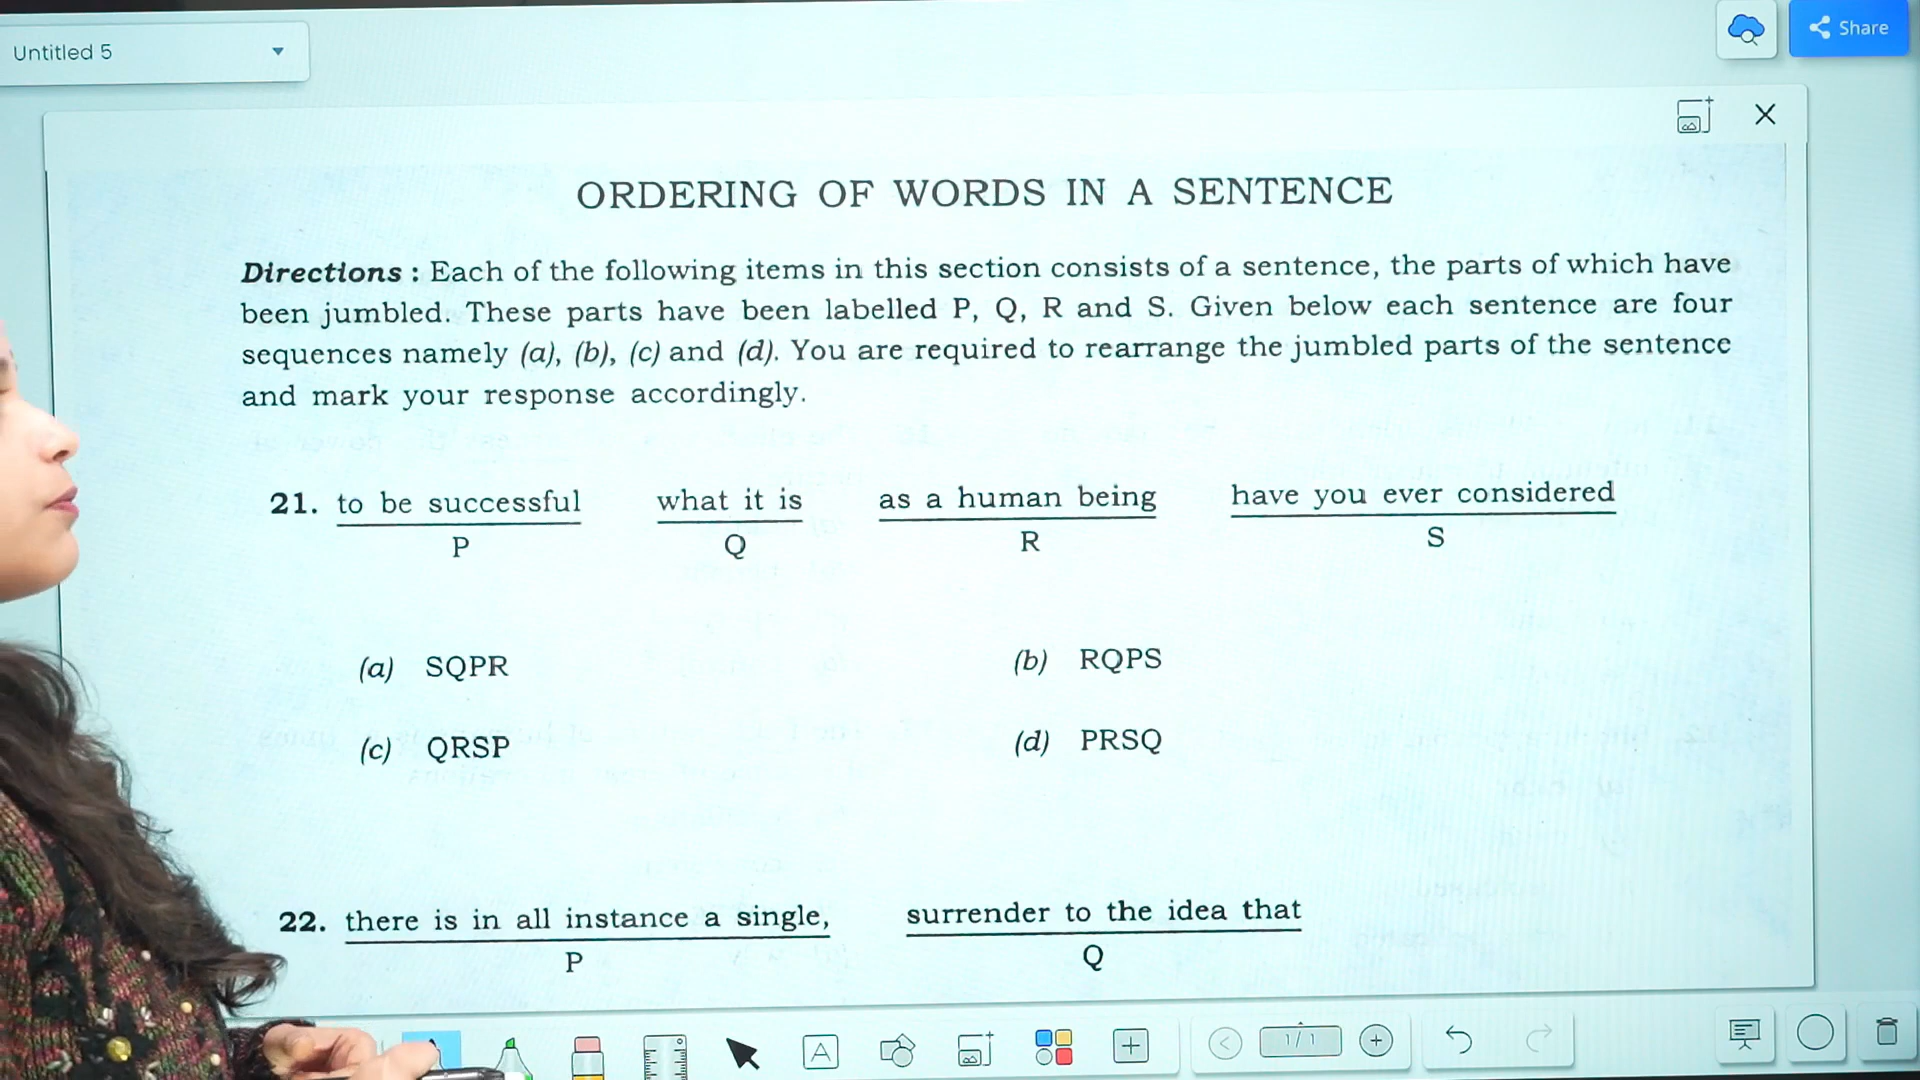 Untitled 5
Share
ORDERING OF WORDS IN A SENTENCE
Directions : Each of the following items in this section consists of a sentence, the parts of which have
been jumbled. These parts have been labelled P, Q, R and S. Given below each sentence are four
sequences namely (a), (b), (c) and (d). You are required to rearrange the jumbled parts of the sentence
and mark your response accordingly.
21. to be successful what it is as a human being have you ever considered
P Q R S
(a) SQPR (b) RQPS
(c) QRSP (d) PRSQ
22. there is in all instance a single, surrender to the idea that
P Q
A 1/1